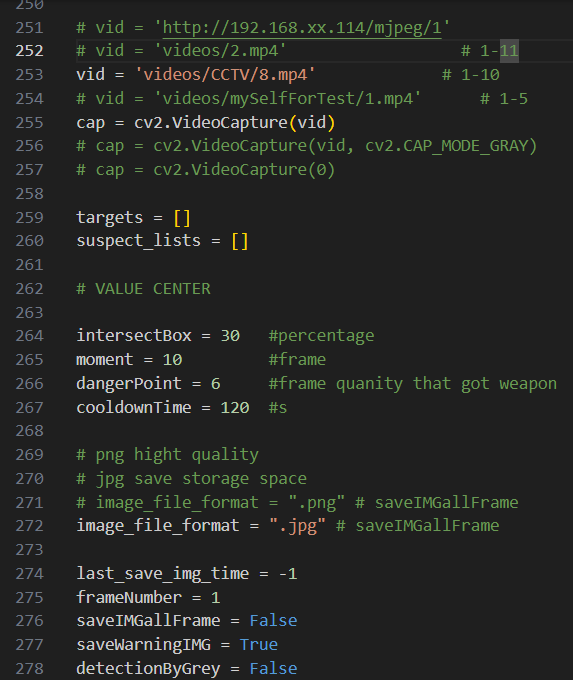 250
251 # vid = 'http://192.168.xx.114/mjpeg/1'
252 # vid = 'videos/2.mp4' # 1-11
253 vid = 'videos/CCTV/8.mp4' # 1-10
254 # vid = 'videos/mySelfForTest/1.mp4' # 1-5
255 cap = cv2.VideoCapture(vid)
256 # cap = cv2.VideoCapture(vid, cv2.CAP_MODE_GRAY)
257 # cap = cv2.VideoCapture(0)
258
259 targets = []
260 suspect_lists = []
261
262 # VALUE CENTER
263
264 intersectBox = 30 #percentage
265 moment = 10 #frame
266 dangerPoint = 6 #frame quanity that got weapon
267 cooldownTime = 120 #s
268
269 # png hight quality
270 # jpg save storage space
271 # image_file_format = ".png" # saveIMGallFrame
272 image_file_format = ".jpg" # saveIMGallFrame
273
274 last_save_img_time = -1
275 frameNumber = 1
276 saveIMGallFrame = False
277 saveWarningIMG = True
278 detectionByGrey = False